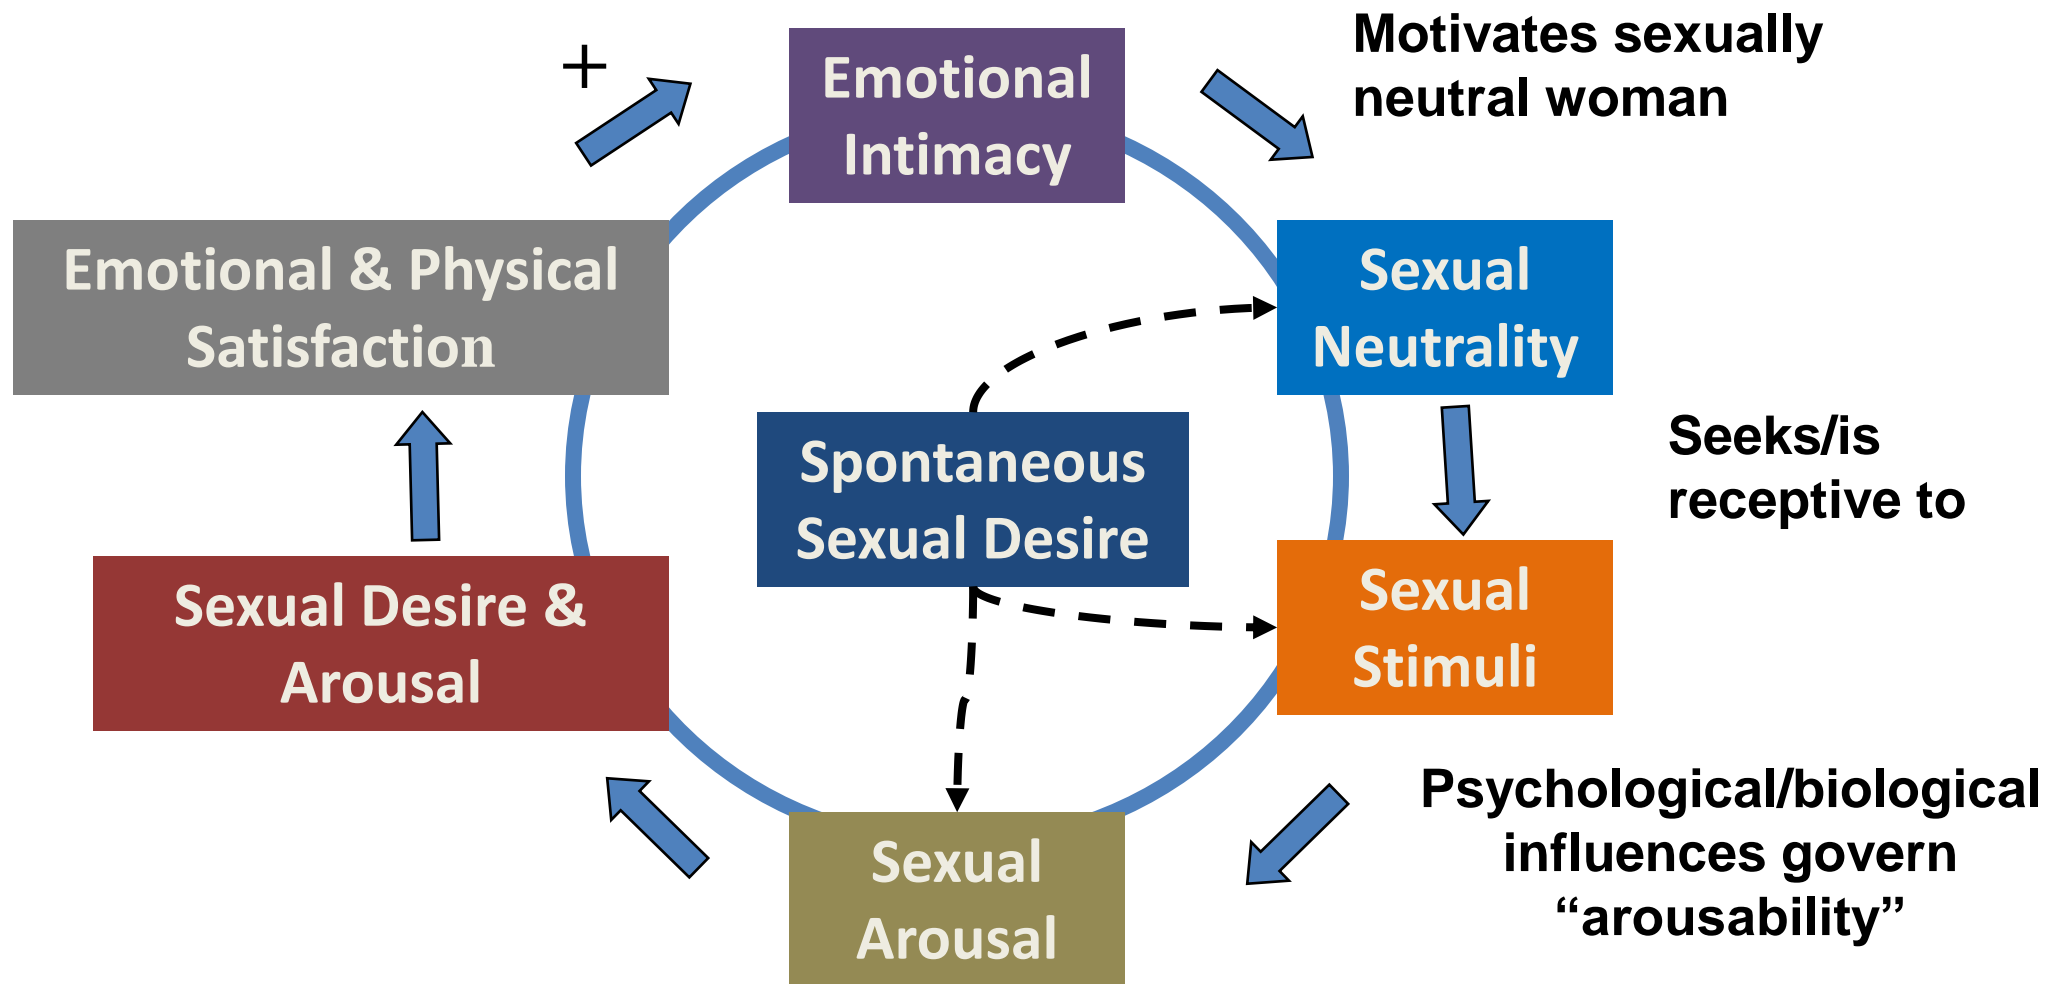 +
Emotional
Intimacy
Motivates sexually
neutral woman
Sexual
Neutrality
Seeks/is
receptive to
Sexual
Stimuli
Psychological/biological
influences govern
“arousability”
Sexual
Arousal
Sexual Desire &
Arousal
Emotional & Physical
Satisfaction
Spontaneous
Sexual Desire